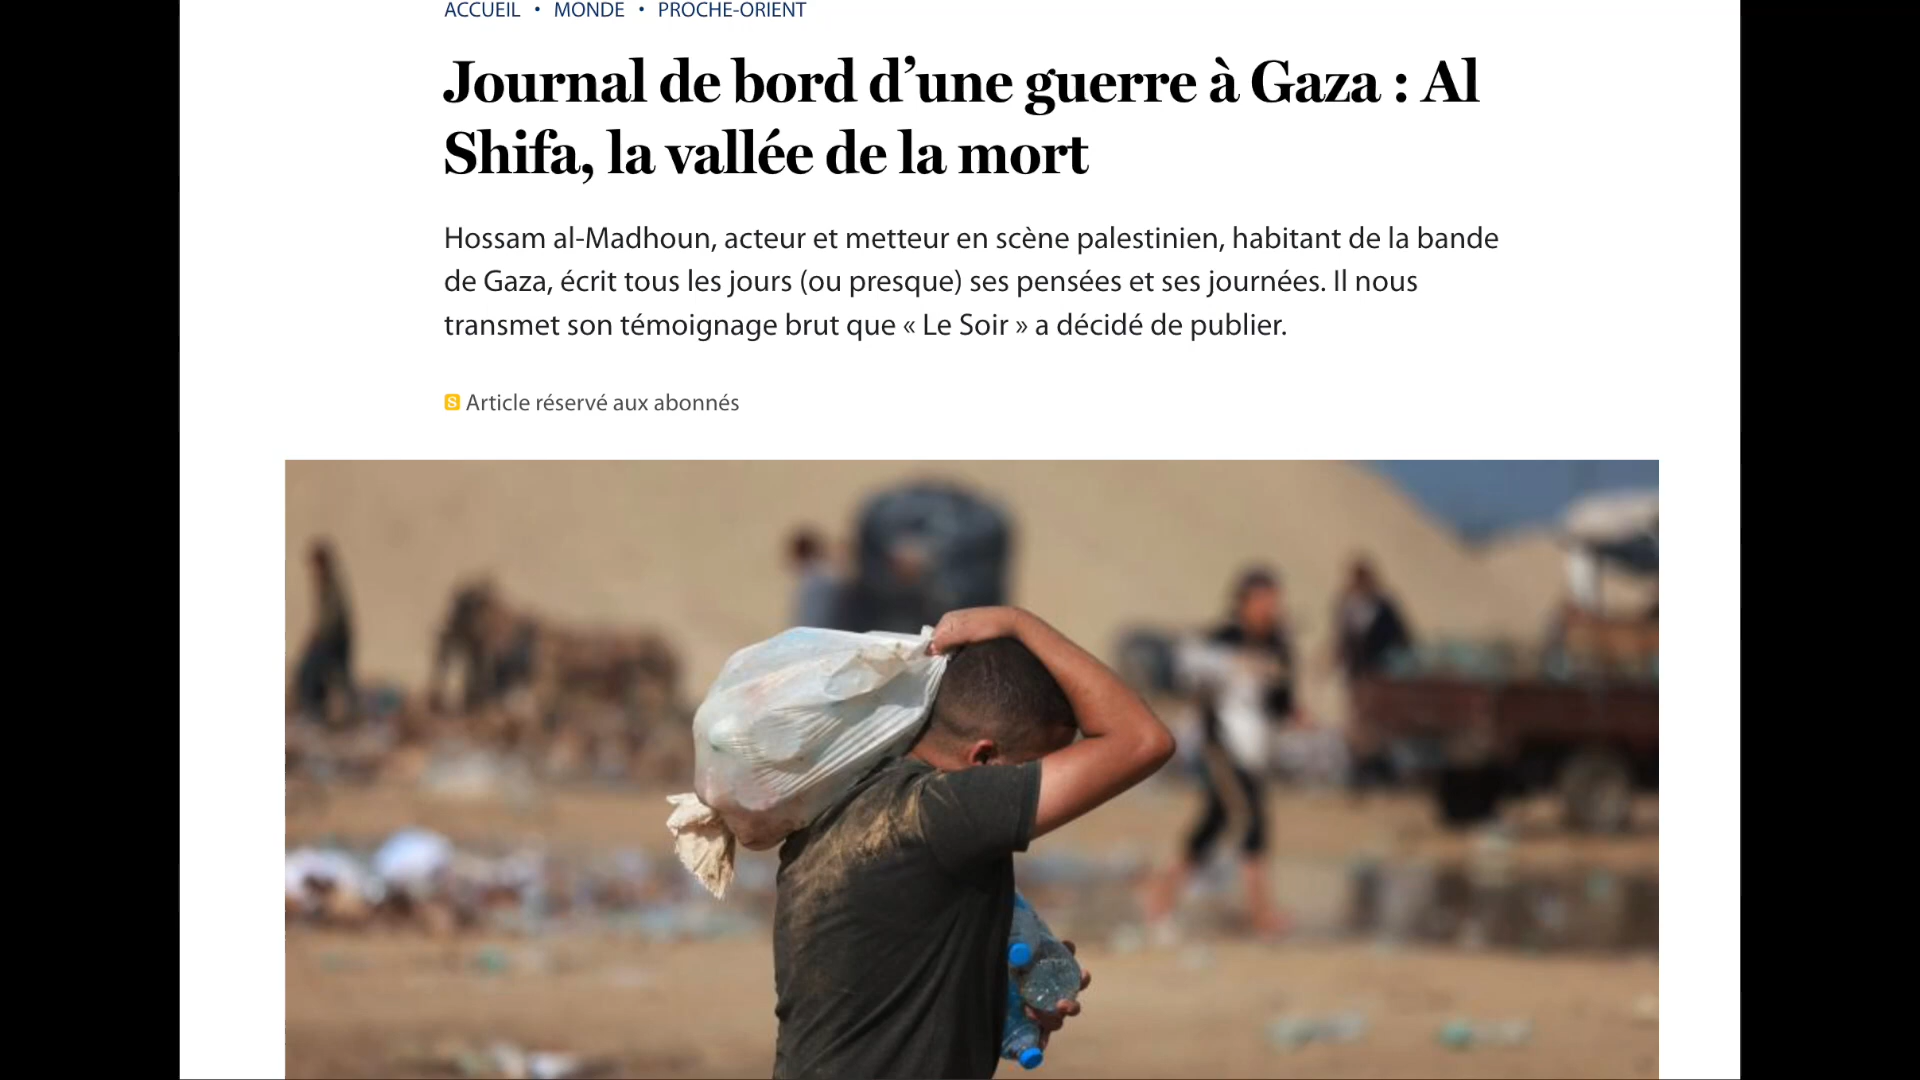 ACCUEIL • MONDE • PROCHE-ORIENT
Journal de bord d’une guerre à Gaza : Al
Shifa, la vallée de la mort
Hossam al-Madhoun, acteur et metteur en scène palestinien, habitant de la bande
de Gaza, écrit tous les jours (ou presque) ses pensées et ses journées. Il nous
transmet son témoignage brut que « Le Soir » a décidé de publier.
S Article réservé aux abonnés